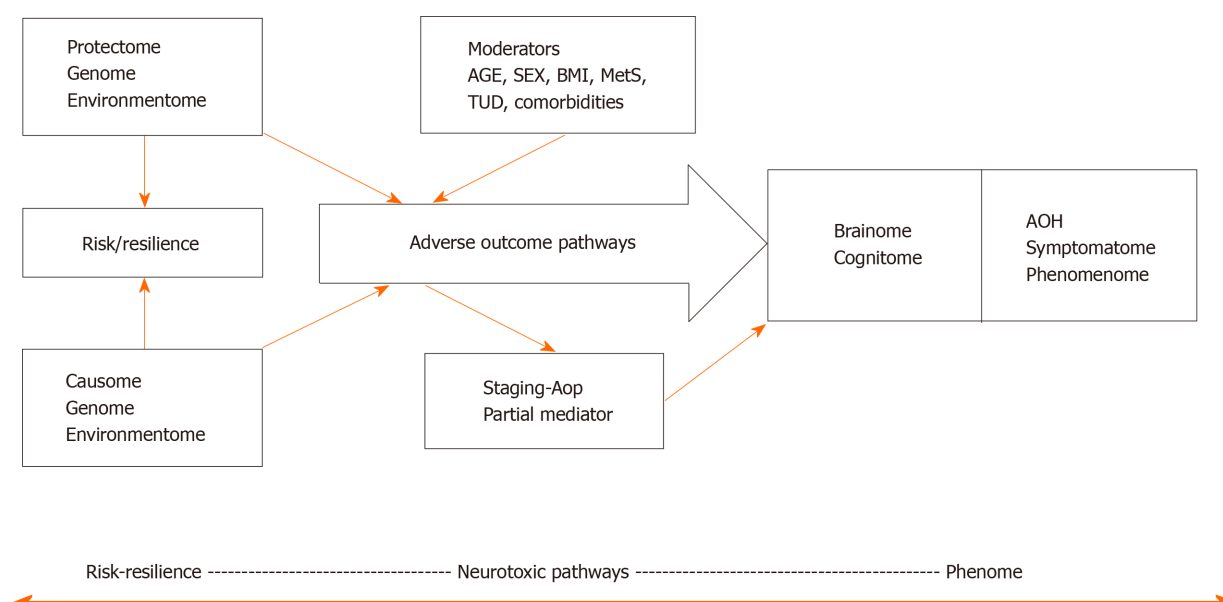 Protectome
Genome
Environmentome
Moderators
AGE, SEX, BMI, MetS,
TUD, comorbidities
Risk/resilience
Adverse outcome pathways
Brainome
Cognitome
AOH
Symptomatome
Phenomenome
Causome
Genome
Environmentome
Staging-Aop
Partial mediator
Risk-resilience ---------------------------------- Neurotoxic pathways ------------------------------------------ Phenome